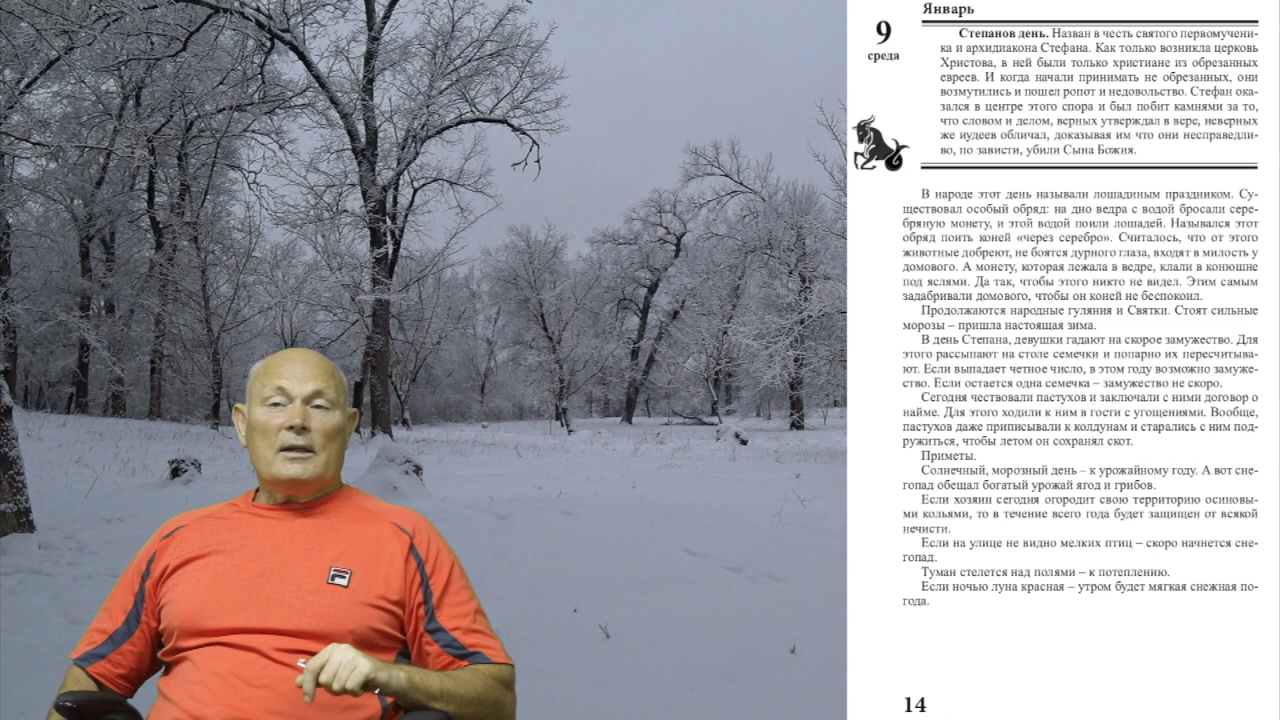 Январь
9
среда
Степанов день. Назван в честь святого первомучени-
ка и архидиакона Стефана. Как только возникла церковь
Христова, в ней были только христиане из обрезанных
евреев. И когда начали принимать не обрезанных, они
возмутились и пошел ропот и недовольство. Стефан ока-
зался в центре этого спора и был побит камнями за то,
что словом и делом, верных утверждал в вере, неверных
же иудеев обличал, доказывая им что они несправедли-
во, по зависти, убили Сына Божия.
В народе этот день называли лошадиным праздником. Су-
ществовал особый обряд: на дно ведра с водой бросали сере-
бряную монету, и этой водой поили лошадей. Назывался этот
обряд поить коней «через серебро». Считалось, что от этого
животные добреют, не боятся дурного глаза, входят в милость у
домового. А монету, которая лежала в ведре, клали в конюшне
под яслями. Да так, чтобы этого никто не видел. Этим самым
задабривали домового, чтобы он коней не беспокоил.
Продолжаются народные гуляния и Святки. Стоят сильные
морозы – пришла настоящая зима.
В день Степана, девушки гадают на скорое замужество. Для
этого рассыпают на столе семечки и попарно их пересчитыва-
ют. Если выпадает четное число, в этом году возможно замуже-
ство. Если остается одна семечка – замужество не скоро.
Сегодня чествовали пастухов и заключали с ними договор о
найме. Для этого ходили к ним в гости с угощениями. Вообще,
пастухов даже приписывали к колдунам и старались с ним под-
ружиться, чтобы летом он сохранял скот.
Приметы.
Солнечный, морозный день – к урожайному году. А вот сне-
гопад обещал богатый урожай ягод и грибов.
Если хозяин сегодня огородит свою территорию осиновы-
ми кольями, то в течение всего года будет защищен от всякой
нечисти.
Если на улице не видно мелких птиц – скоро начнется сне-
гопад.
Туман стелется над полями – к потеплению.
Если ночью луна красная – утром будет мягкая снежная по-
года.
14